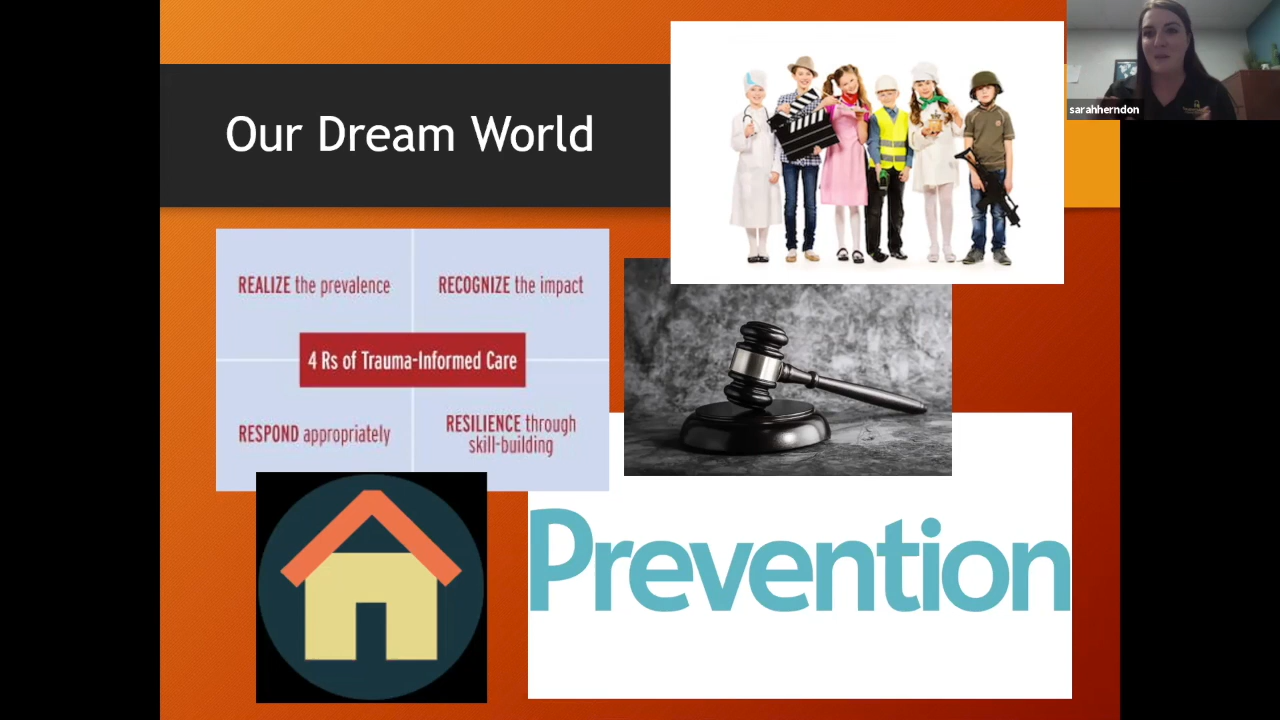 sarahherndon
Our Dream World
REALIZE the prevalence
RECOGNIZE the impact
4 Rs of Trauma-Informed Care
RESPOND appropriately
RESILIENCE through
skill-building
Prevention